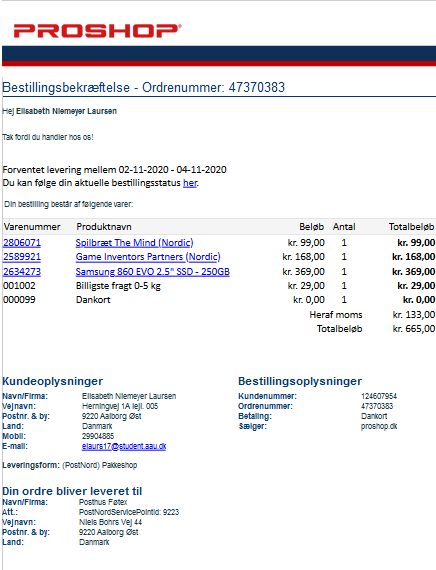 PROSHOP
Bestillingsbekræftelse - Ordrenummer: 47370383
Hej Elisabeth Niemeyer Laursen
Tak fordi du handler hos os!
Forventet levering mellem 02-11-2020 - 04-11-2020
Du kan følge din aktuelle bestillingsstatus her.
Din bestilling består af følgende varer:
Varenummer Produktnavn Beløb Antal Totalbeløb
2806071 Spilbræt The Mind (Nordic) kr. 99,00 1 kr. 99,00
2589921 Game Inventors Partners (Nordic) kr. 168,00 1 kr. 168,00
2634273 Samsung 860 EVO 2.5" SSD - 250GB kr. 369,00 1 kr. 369,00
001002 Billigste fragt 0-5 kg kr. 29,00 1 kr. 29,00
000099 Dankort kr. 0,00 1 kr. 0,00
Heraf moms kr. 133,00
Totalbeløb kr. 665,00
Kundeoplysninger Bestillingsoplysninger
Navn/Firma: Elisabeth Niemeyer Laursen Kundenummer: 124607954
Vejnavn: Herningvej 1A lejl. 005 Ordrenummer: 47370383
Postnr. & by: 9220 Aalborg Øst Betaling: Dankort
Land: Danmark Sælger: proshop.dk
Mobil: 29904885
E-mail: elaurs17@student.aau.dk
Leveringsform: (PostNord) Pakkeshop
Din ordre bliver leveret til
Navn/Firma: Posthus Føtex
Att.: PostNordServicePointId: 9223
Vejnavn: Niels Bohrs Vej 44
Postnr. & by: 9220 Aalborg Øst
Land: Danmark